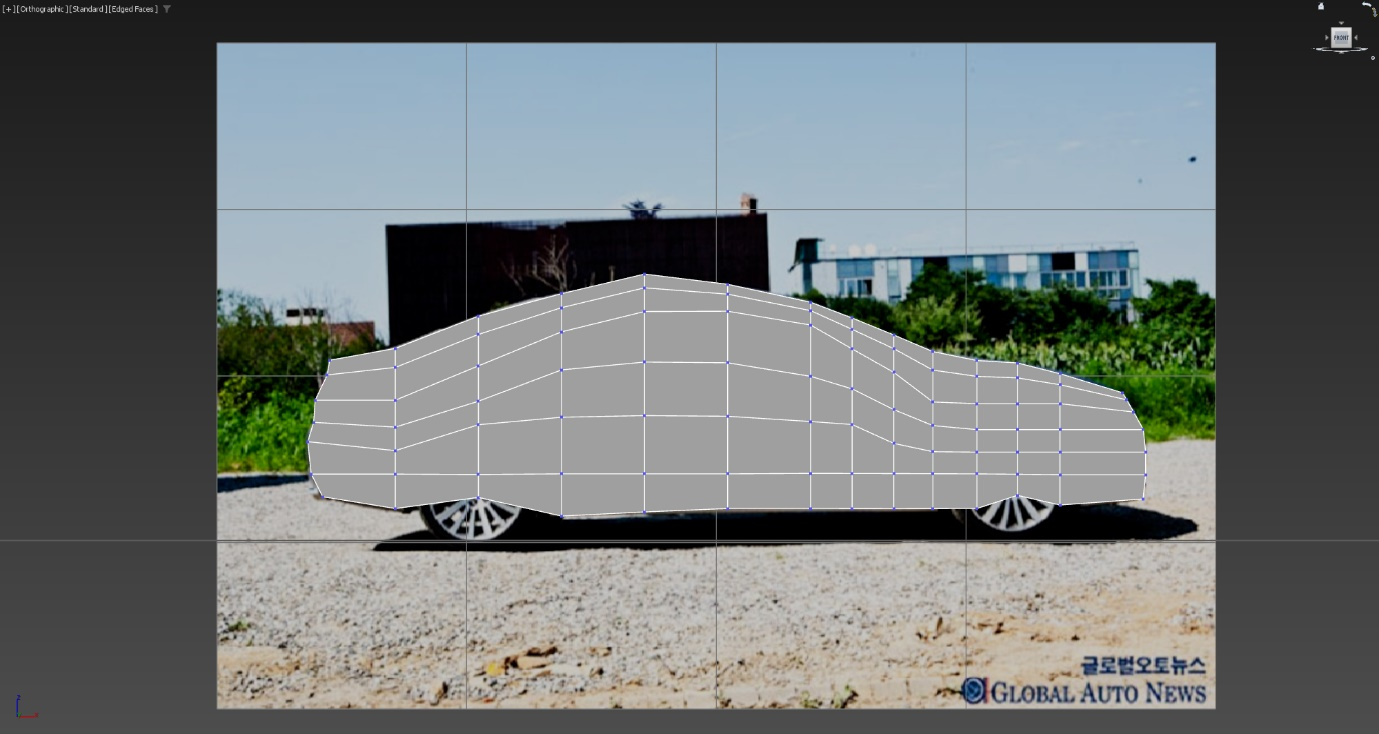 [+][Orthographic][Standard][Edged Faces]
FRONT
글로벌오토뉴스
GLOBAL AUTO NEWS
z
x